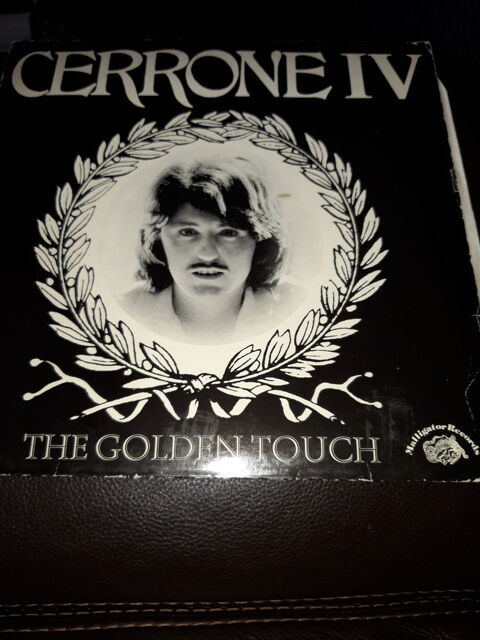 CERRONE IV
THE GOLDEN TOUCH
Malligator Records